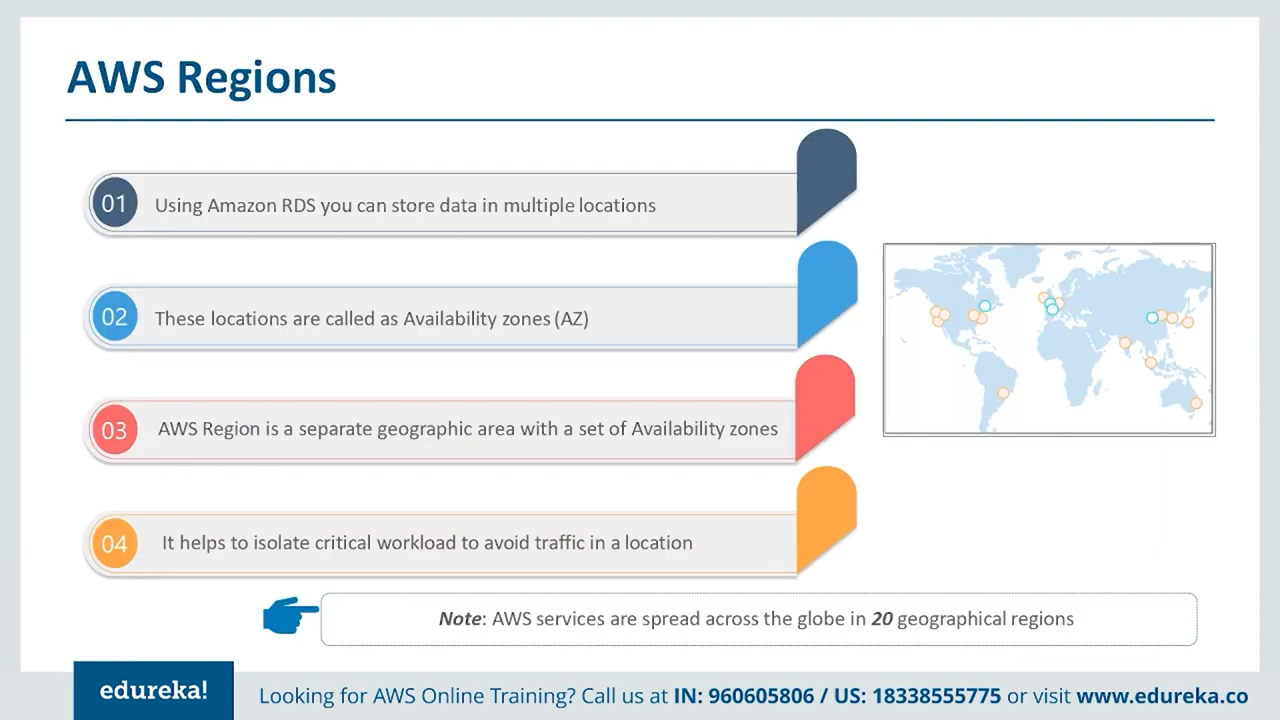 AWS Regions
01
Using Amazon RDS you can store data in multiple locations
02
These locations are called as Availability zones (AZ)
03
AWS Region is a separate geographic area with a set of Availability zones
04
It helps to isolate critical workload to avoid traffic in a location
Note: AWS services are spread across the globe in 20 geographical regions
edureka!
Looking for AWS Online Training? Call us at IN: 960605806 / US: 18338555775 or visit www.edureka.co